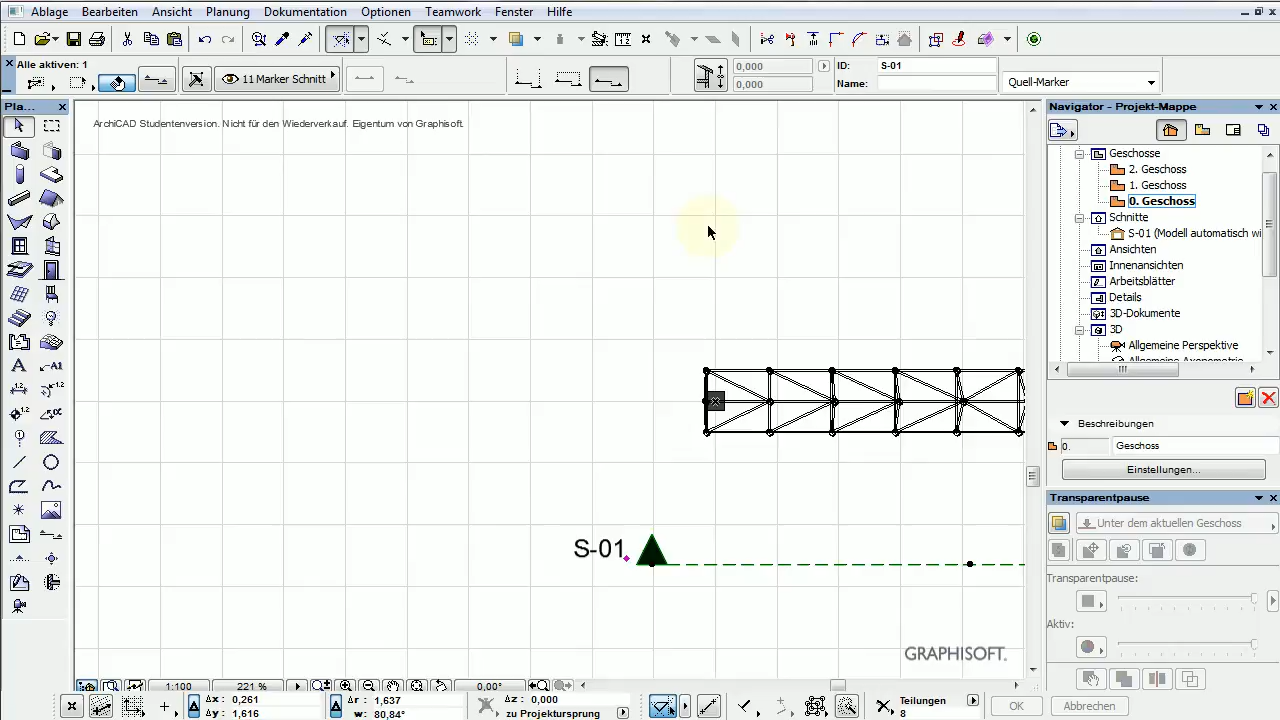 Ablage Bearbeiten Ansicht Planung Dokumentation Optionen Teamwork Fenster Hilfe
Alle aktiven: 1
11 Marker Schnitt
0,000
0,000
ID: S-01
Name:
Quell-Marker
Pla...
Navigator - Projekt-Mappe
ArchiCAD Studentenversion. Nicht für den Wiederverkauf. Eigentum von Graphisoft.
Geschosse
2. Geschoss
1. Geschoss
0. Geschoss
Schnitte
S-01 (Modell automatisch wi
Ansichten
Innenansichten
Arbeitsblätter
Details
3D-Dokumente
3D
Allgemeine Perspektive
Allgemeine Axonometrie
A
A1
Beschreibungen
0. Geschoss
Einstellungen...
Transparentpause
Unter dem aktuellen Geschoss
Transparentpause:
Aktiv:
S-01
GRAPHISOFT.
1:100 221 % 0,00°
Δx: 0,261
Δy: 1,616
Δr: 1,637
w: 80,84°
Δz: 0,000
zu Projektursprung
Teilungen
8
OK Abbrechen